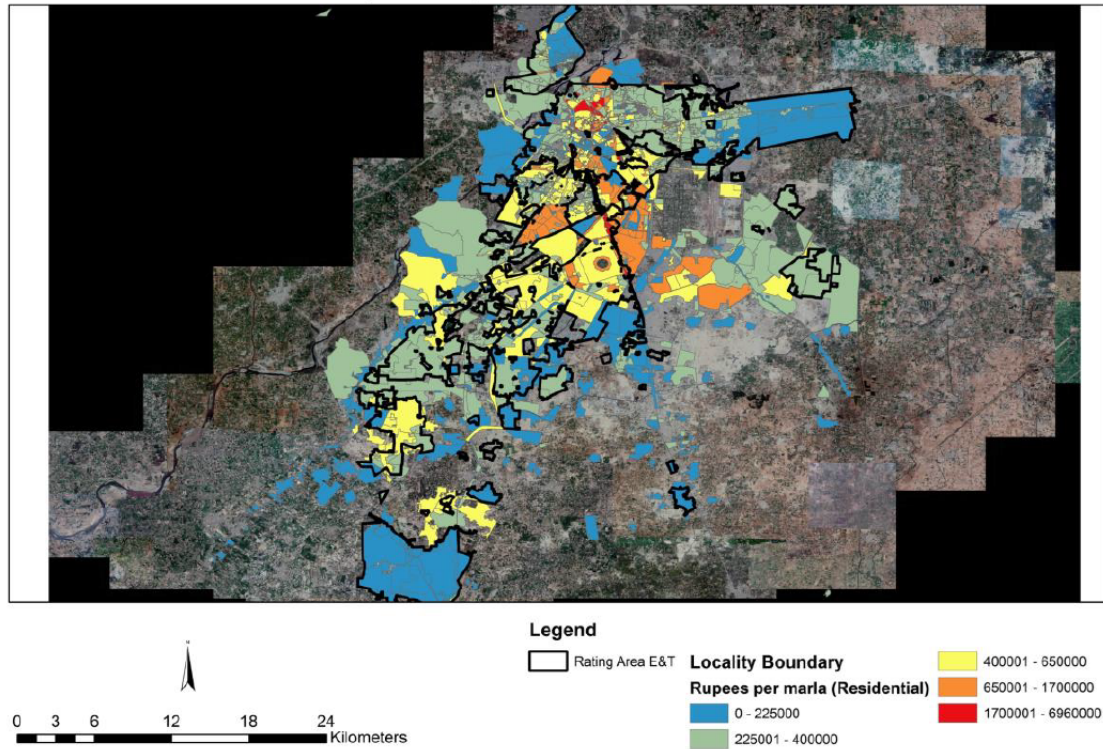 N
Legend
Rating Area E&T
Locality Boundary
Rupees per marla (Residential)
0 - 225000
225001 - 400000
400001 - 650000
650001 - 1700000
1700001 - 6960000
0 3 6 12 18 24
Kilometers